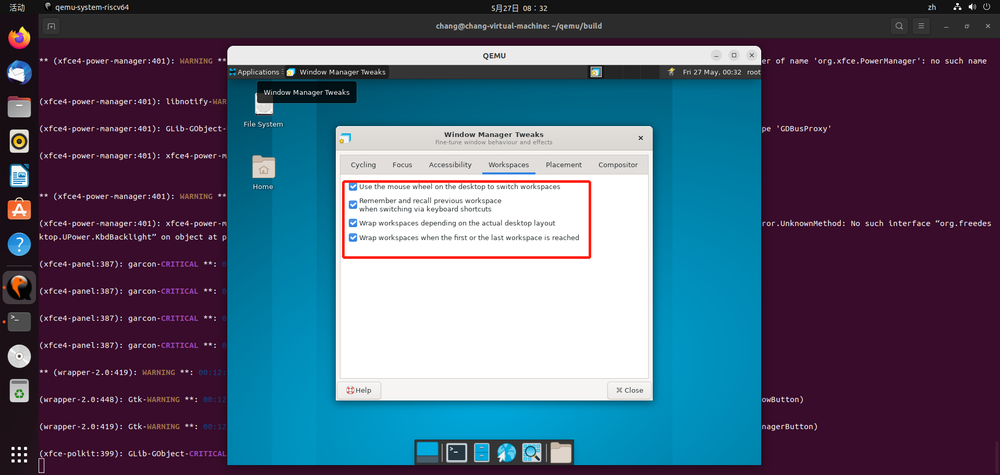 活动
qemu-system-riscv64
5月27日 08：32
zh
chang@chang-virtual-machine: ~/qemu/build
** (xfce4-power-manager:401): WARNING **
er of name 'org.xfce.PowerManager': no such name
(xfce4-power-manager:401): libnotify-WAR
(xfce4-power-manager:401): GLib-GObject-
pe 'GDBusProxy'
(xfce4-power-manager:401): xfce4-power-m
** (xfce4-power-manager:401): WARNING **
(xfce4-power-manager:401): xfce4-power-m
ror.UnknownMethod: No such interface “org.freedes
ktop.UPower.KbdBacklight” on object at p
(xfce4-panel:387): garcon-CRITICAL **: 0
(xfce4-panel:387): garcon-CRITICAL **: 0
(xfce4-panel:387): garcon-CRITICAL **: 0
(xfce4-panel:387): garcon-CRITICAL **: 0
** (wrapper-2.0:419): WARNING **: 00:12:
(wrapper-2.0:448): Gtk-WARNING **: 00:12
owButton)
(wrapper-2.0:419): Gtk-WARNING **: 00:12
nagerButton)
(xfce-polkit:399): GLib-GObject-CRITICAL
QEMU
Applications
Window Manager Tweaks
Fri 27 May, 00:32
root
Window Manager Tweaks
File System
Home
Window Manager Tweaks
Fine-tune window behaviour and effects
Cycling
Focus
Accessibility
Workspaces
Placement
Compositor
Use the mouse wheel on the desktop to switch workspaces
Remember and recall previous workspace
when switching via keyboard shortcuts
Wrap workspaces depending on the actual desktop layout
Wrap workspaces when the first or the last workspace is reached
Help
Close